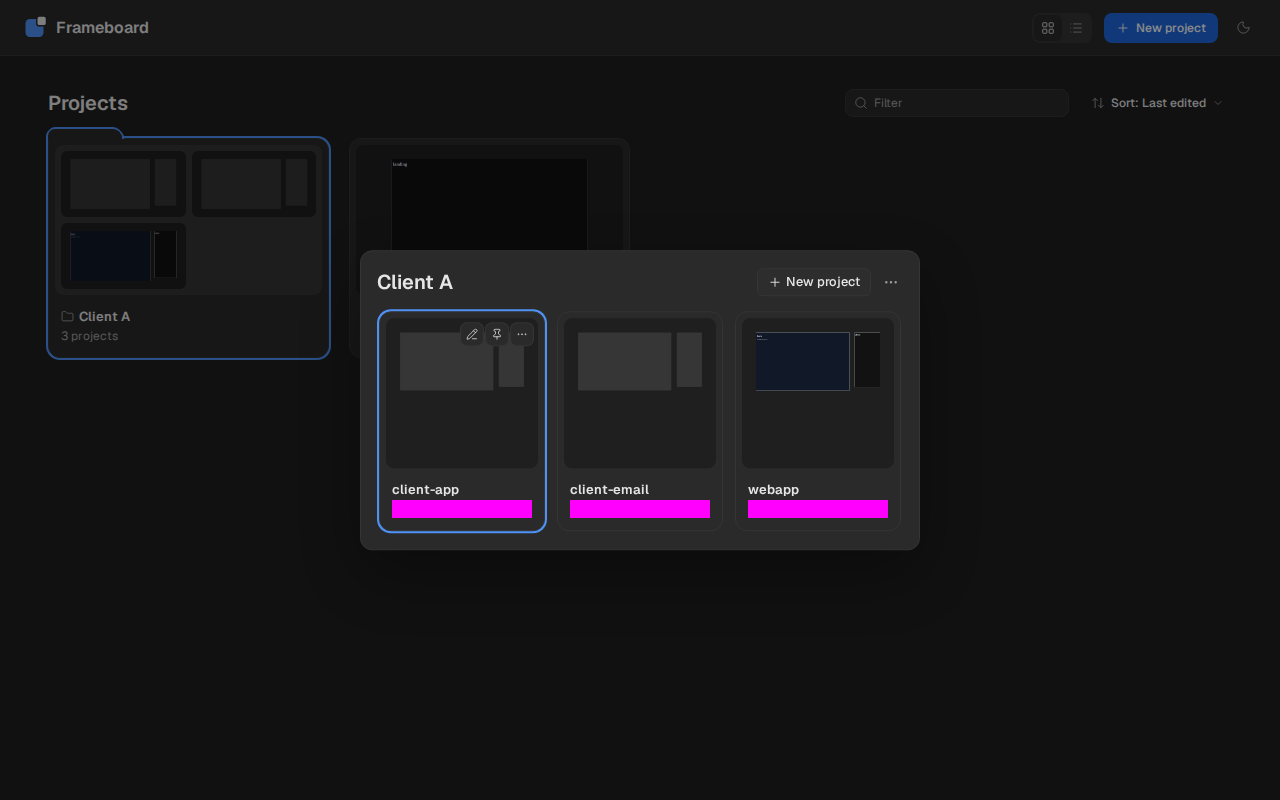 Frameboard
New project
Projects
Filter
Sort: Last edited
Client A
3 projects
Client A
New project
client-app
client-email
webapp